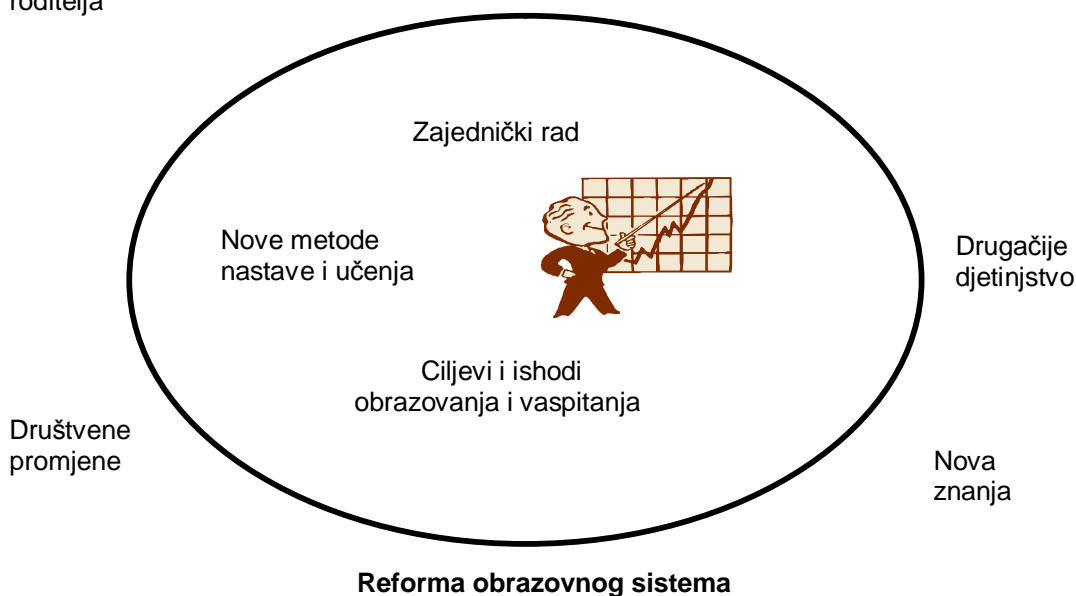 roditelja
Zajednički rad
Nove metode
nastave i učenja
Drugačije
djetinjstvo
Ciljevi i ishodi
obrazovanja i vaspitanja
Društvene
promjene
Nova
znanja
Reforma obrazovnog sistema